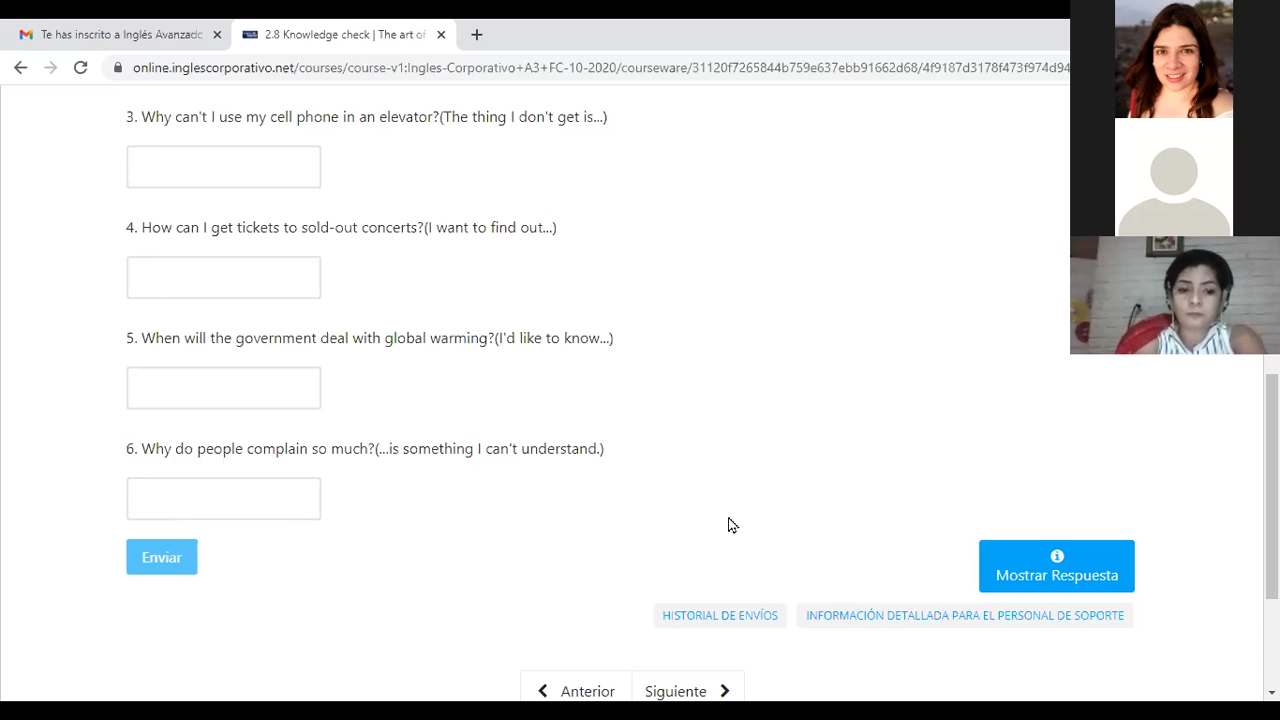 Te has inscrito a Inglés Avanzado
2.8 Knowledge check | The art of
online.inglescorporativo.net/courses/course-v1:Ingles-Corporativo+A3+FC-10-2020/courseware/31120f7265844b759e637ebb91662d68/4f9187d3178f473f974d94
3. Why can't I use my cell phone in an elevator?(The thing I don't get is...)
4. How can I get tickets to sold-out concerts?(I want to find out...)
5. When will the government deal with global warming?(I'd like to know...)
6. Why do people complain so much?(...is something I can't understand.)
Enviar
Mostrar Respuesta
HISTORIAL DE ENVÍOS
INFORMACIÓN DETALLADA PARA EL PERSONAL DE SOPORTE
Anterior
Siguiente